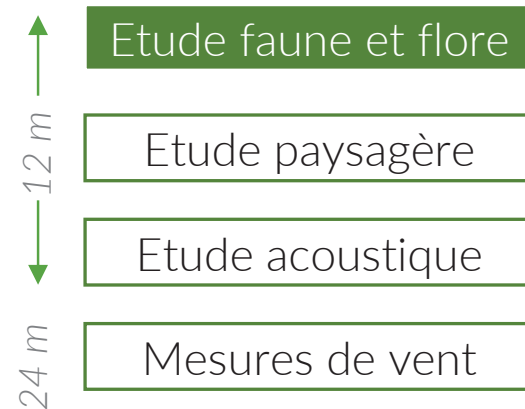 Etude faune et flore
12 m
Etude paysagère
Etude acoustique
24 m
Mesures de vent